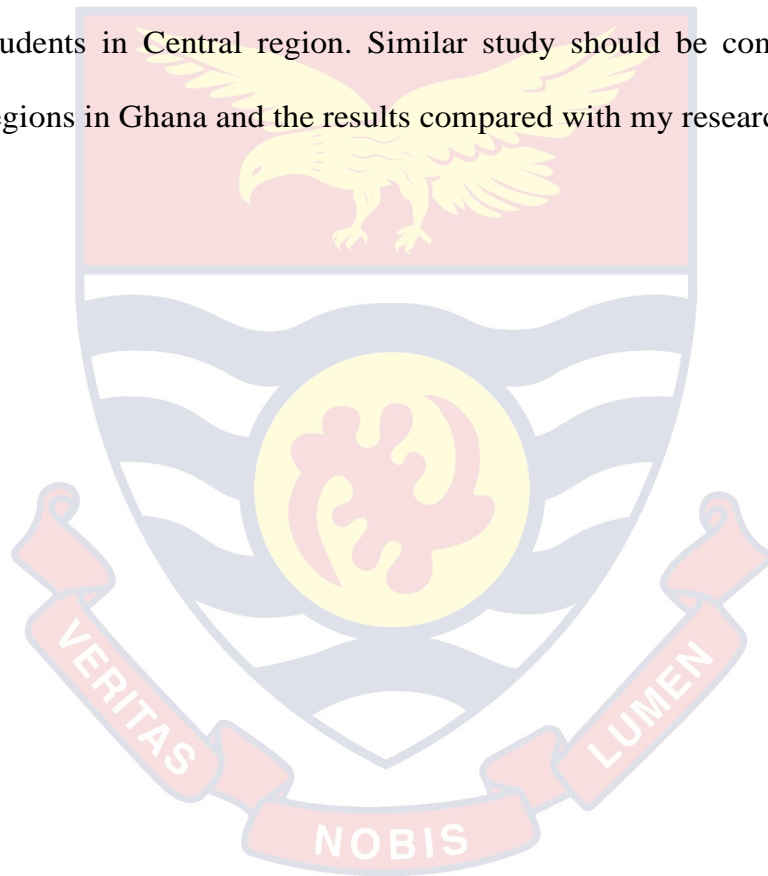 udents in Central region. Similar study should be con
egions in Ghana and the results compared with my researc
VERITAS
NOBIS
LUMEN